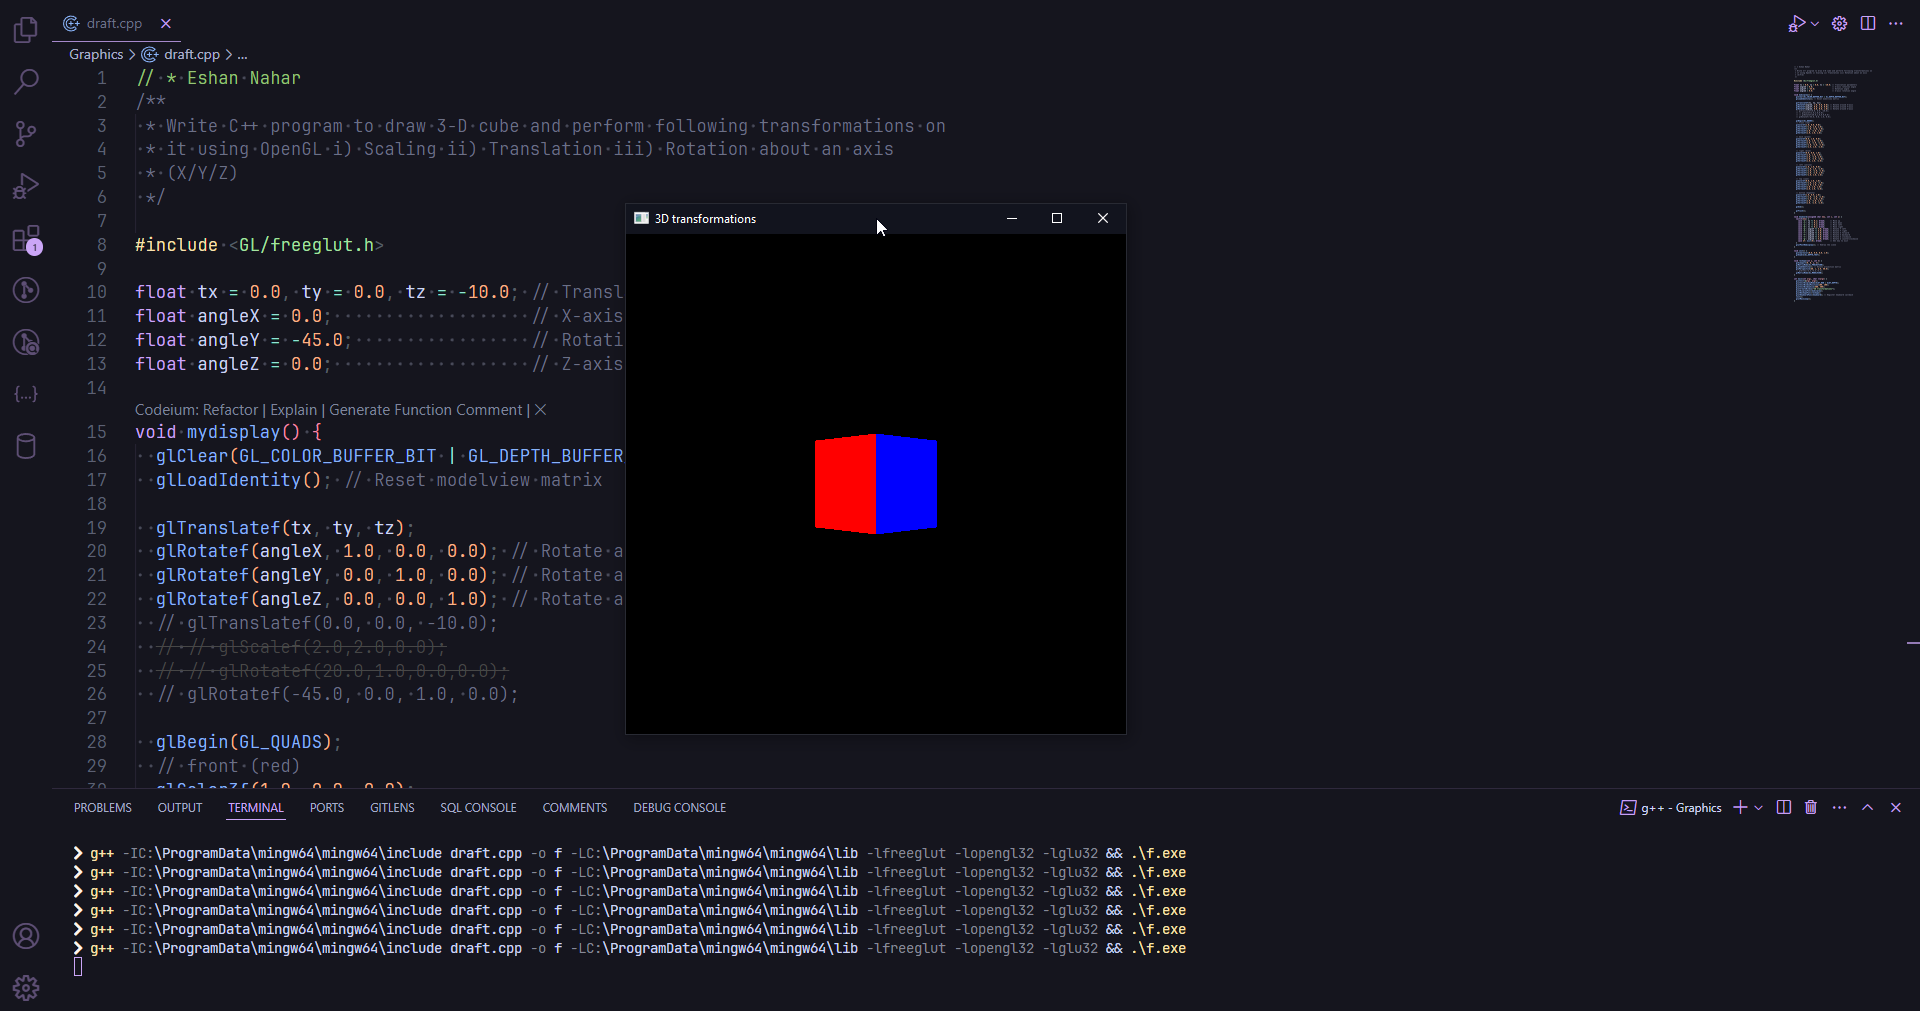 draft.cpp
Graphics > draft.cpp > ...
1 // * Eshan Nahar
2 /**
3 * Write C++ program to draw 3-D cube and perform following transformations on
4 * it using OpenGL i) Scaling ii) Translation iii) Rotation about an axis
5 * (X/Y/Z)
6 */
7
8 #include <GL/freeglut.h>
9
10 float tx = 0.0, ty = 0.0, tz = -10.0; // Transl
11 float angleX = 0.0; // X-axis
12 float angleY = -45.0; // Rotati
13 float angleZ = 0.0; // Z-axis
14
Codeium: Refactor | Explain | Generate Function Comment | X
15 void mydisplay() {
16 glClear(GL_COLOR_BUFFER_BIT | GL_DEPTH_BUFFER_
17 glLoadIdentity(); // Reset modelview matrix
18
19 glTranslatef(tx, ty, tz);
20 glRotatef(angleX, 1.0, 0.0, 0.0); // Rotate a
21 glRotatef(angleY, 0.0, 1.0, 0.0); // Rotate a
22 glRotatef(angleZ, 0.0, 0.0, 1.0); // Rotate a
23 // glTranslatef(0.0, 0.0, -10.0);
24 // // glScalef(2.0,2.0,0.0);
25 // // glRotatef(20.0,1.0,0.0,0.0);
26 // glRotatef(-45.0, 0.0, 1.0, 0.0);
27
28 glBegin(GL_QUADS);
29 // front (red)
30 glColor3f(1.0, 0.0, 0.0);
3D transformations
1
PROBLEMS OUTPUT TERMINAL PORTS GITLENS SQL CONSOLE COMMENTS DEBUG CONSOLE
g++ - Graphics
g++ -IC:\ProgramData\mingw64\mingw64\include draft.cpp -o f -LC:\ProgramData\mingw64\mingw64\lib -lfreeglut -lopengl32 -lglu32 && .\f.exe
g++ -IC:\ProgramData\mingw64\mingw64\include draft.cpp -o f -LC:\ProgramData\mingw64\mingw64\lib -lfreeglut -lopengl32 -lglu32 && .\f.exe
g++ -IC:\ProgramData\mingw64\mingw64\include draft.cpp -o f -LC:\ProgramData\mingw64\mingw64\lib -lfreeglut -lopengl32 -lglu32 && .\f.exe
g++ -IC:\ProgramData\mingw64\mingw64\include draft.cpp -o f -LC:\ProgramData\mingw64\mingw64\lib -lfreeglut -lopengl32 -lglu32 && .\f.exe
g++ -IC:\ProgramData\mingw64\mingw64\include draft.cpp -o f -LC:\ProgramData\mingw64\mingw64\lib -lfreeglut -lopengl32 -lglu32 && .\f.exe
g++ -IC:\ProgramData\mingw64\mingw64\include draft.cpp -o f -LC:\ProgramData\mingw64\mingw64\lib -lfreeglut -lopengl32 -lglu32 && .\f.exe